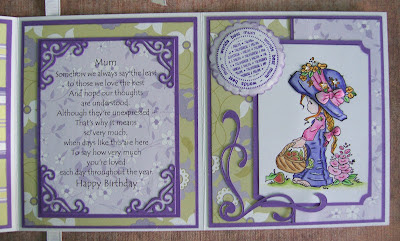 Mum
Somehow we always say the least
to those we love the best
And hope our thoughts
are understood.
Although they're unexpressed
That's why it means
so very much,
when days like this are here
To say how very much
you're loved
each day throughout the year.
Happy Birthday